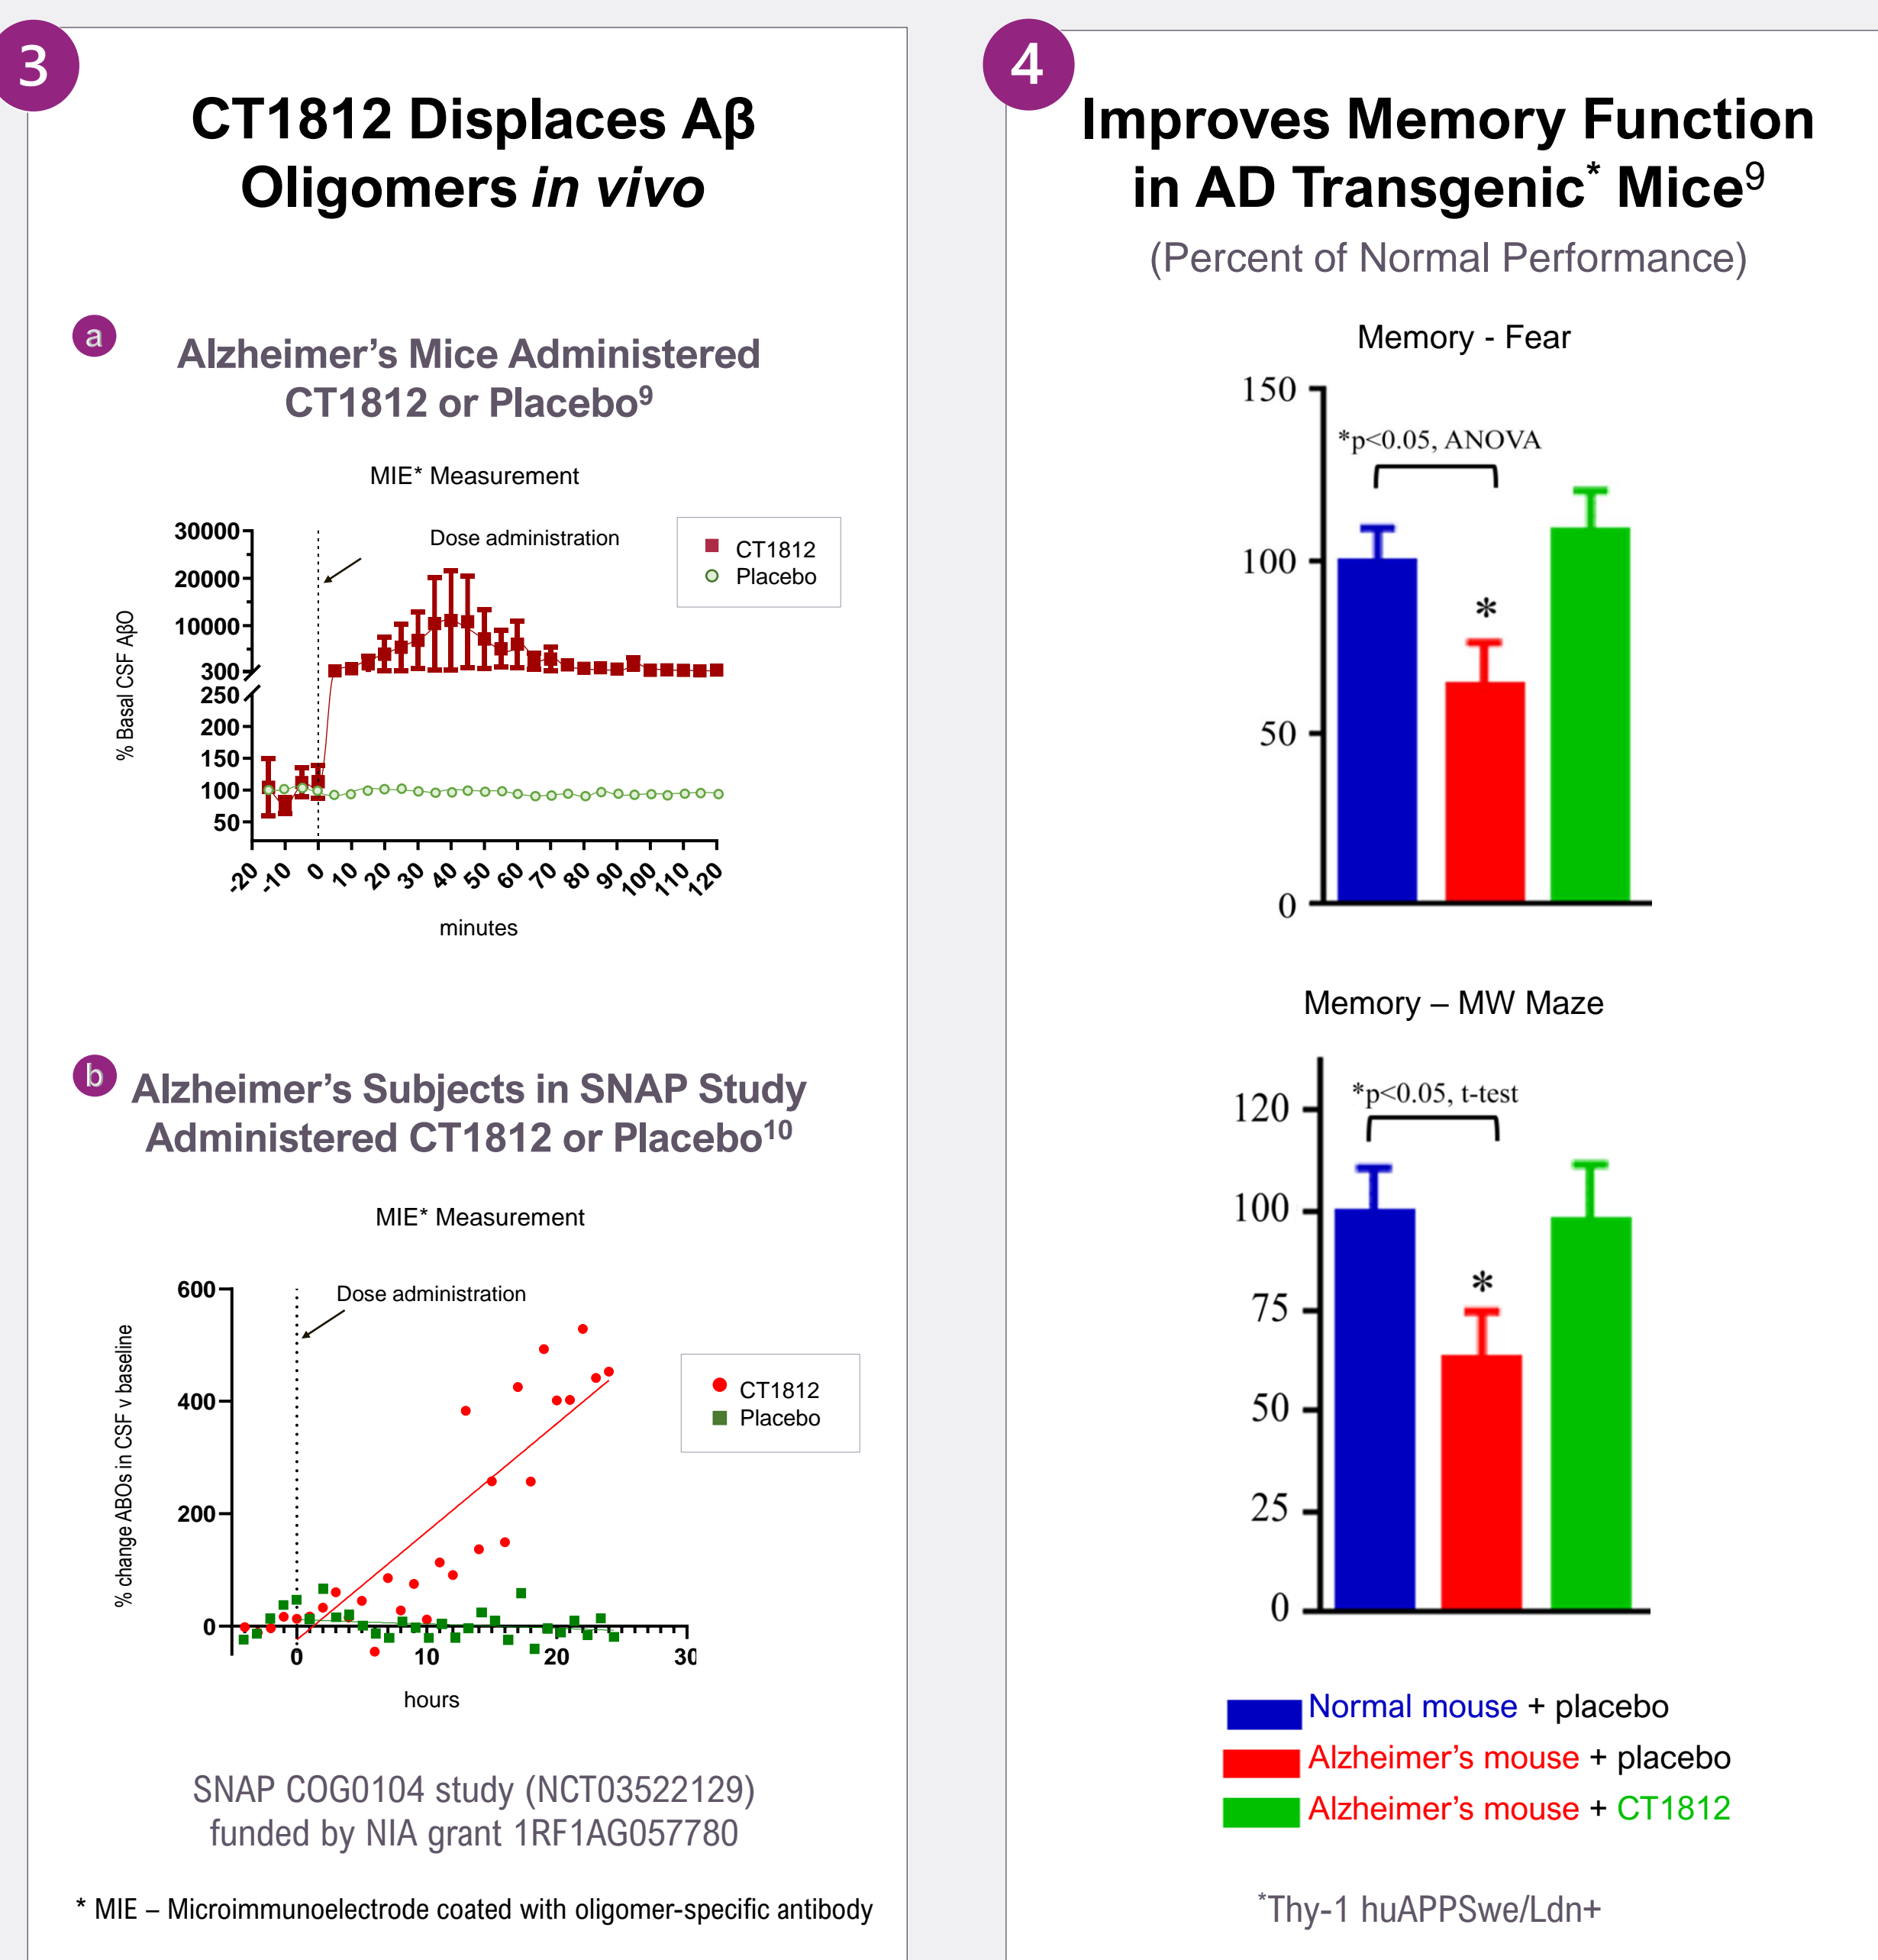 3
CT1812 Displaces Aβ
Oligomers in vivo
a
Alzheimer’s Mice Administered
CT1812 or Placebo⁹
MIE* Measurement
Dose administration
CT1812
Placebo
% Basal CSF AβO
30000
20000
10000
300
250
200
150
100
50
-20 -10 0 10 20 30 40 50 60 70 80 90 100 110 120
minutes
b
Alzheimer’s Subjects in SNAP Study
Administered CT1812 or Placebo¹⁰
MIE* Measurement
Dose administration
CT1812
Placebo
% change ABOs in CSF v baseline
600
400
200
0
0 10 20 30
hours
SNAP COG0104 study (NCT03522129)
funded by NIA grant 1RF1AG057780
* MIE – Microimmunoelectrode coated with oligomer-specific antibody
4
Improves Memory Function
in AD Transgenic* Mice⁹
(Percent of Normal Performance)
Memory - Fear
*p<0.05, ANOVA
*
150
100
50
0
Memory – MW Maze
*p<0.05, t-test
*
120
100
75
50
25
0
Normal mouse + placebo
Alzheimer’s mouse + placebo
Alzheimer’s mouse + CT1812
*Thy-1 huAPPSwe/Ldn+